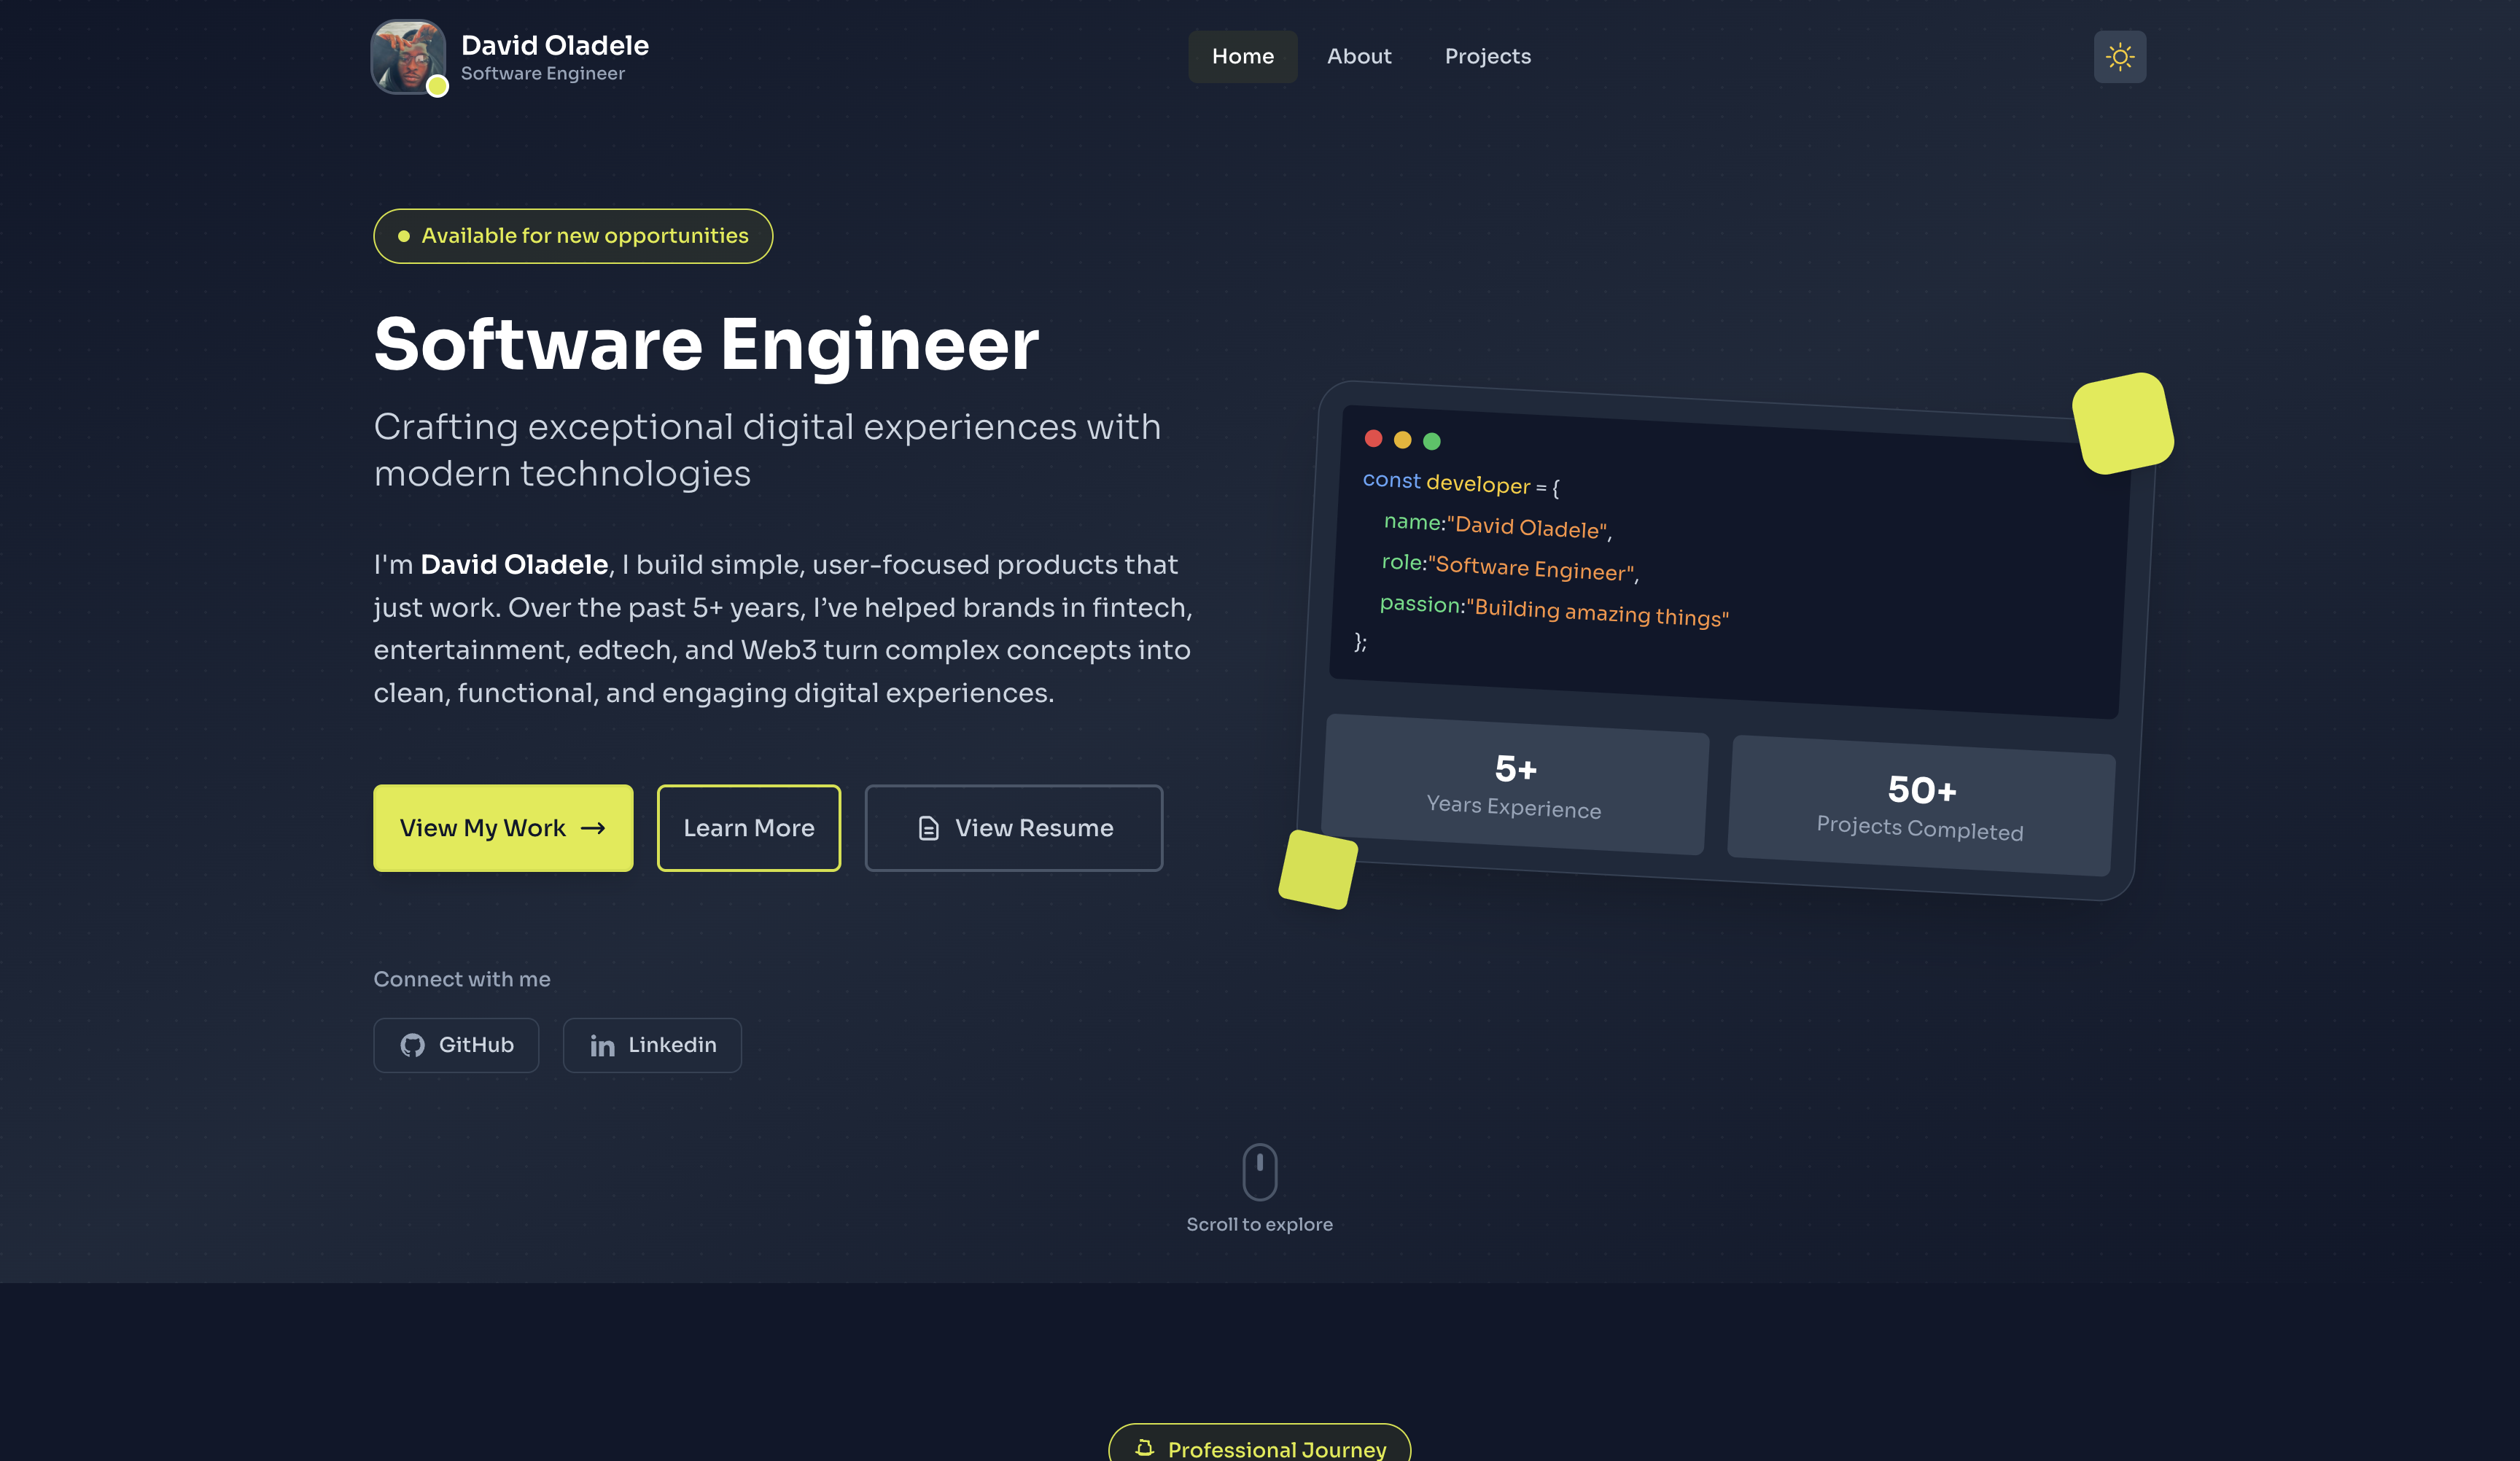 David Oladele
Software Engineer
Home
About
Projects
Available for new opportunities
Software Engineer
Crafting exceptional digital experiences with
modern technologies
I'm David Oladele, I build simple, user-focused products that
just work. Over the past 5+ years, I’ve helped brands in fintech,
entertainment, edtech, and Web3 turn complex concepts into
clean, functional, and engaging digital experiences.
View My Work →
Learn More
View Resume
Connect with me
GitHub
Linkedin
const developer = {
name:"David Oladele",
role:"Software Engineer",
passion:"Building amazing things"
};
5+
Years Experience
50+
Projects Completed
Scroll to explore
Professional Journey